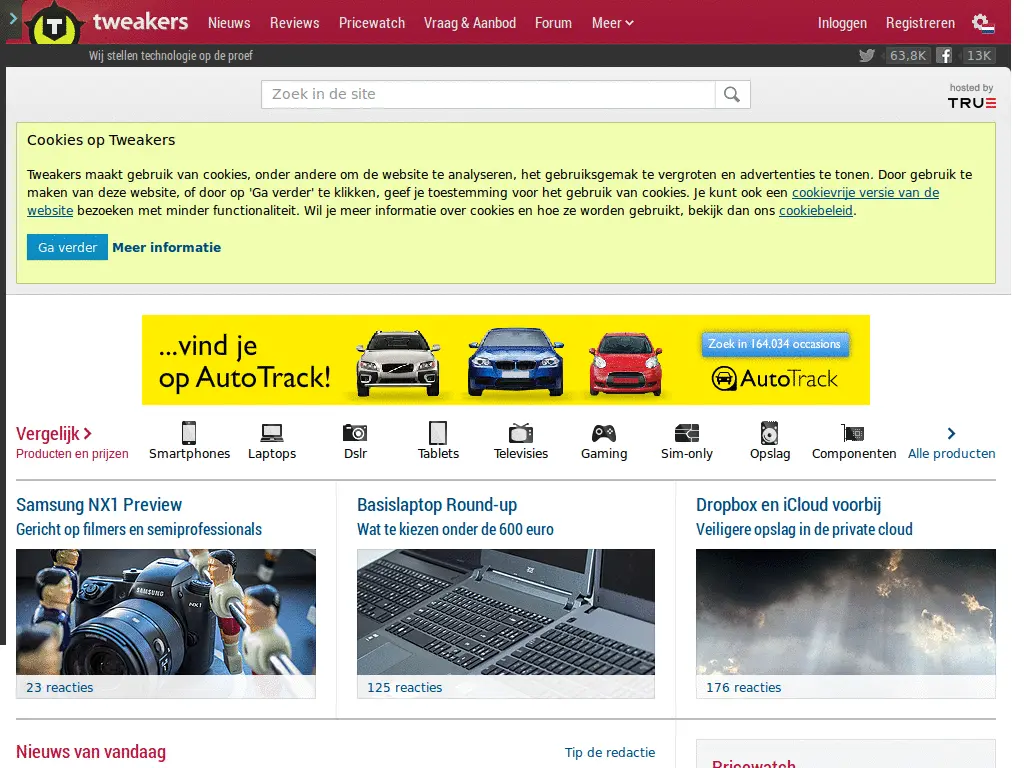 tweakers
Nieuws
Reviews
Pricewatch
Vraag & Aanbod
Forum
Meer
Inloggen
Registreren
Wij stellen technologie op de proef
63,8K
13K
Zoek in de site
hosted by
TRUE
Cookies op Tweakers
Tweakers maakt gebruik van cookies, onder andere om de website te analyseren, het gebruiksgemak te vergroten en advertenties te tonen. Door gebruik te
maken van deze website, of door op 'Ga verder' te klikken, geef je toestemming voor het gebruik van cookies. Je kunt ook een cookievrije versie van de
website bezoeken met minder functionaliteit. Wil je meer informatie over cookies en hoe ze worden gebruikt, bekijk dan ons cookiebeleid.
Ga verder
Meer informatie
...vind je
op AutoTrack!
Zoek in 164.034 occasions
AutoTrack
Vergelijk
Producten en prijzen
Smartphones
Laptops
Dslr
Tablets
Televisies
Gaming
Sim-only
Opslag
Componenten
Alle producten
Samsung NX1 Preview
Gericht op filmers en semiprofessionals
SAMSUNG
NX1
23 reacties
Basislaptop Round-up
Wat te kiezen onder de 600 euro
125 reacties
Dropbox en iCloud voorbij
Veiligere opslag in de private cloud
176 reacties
Nieuws van vandaag
Tip de redactie
Pricewatch